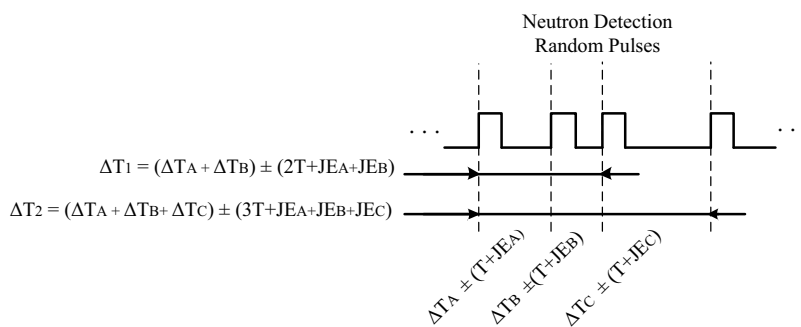 Neutron Detection
Random Pulses
. . .
. .
ΔT1 = (ΔTA + ΔTB) ± (2T+JEA+JEB)
ΔT2 = (ΔTA + ΔTB+ ΔTC) ± (3T+JEA+JEB+JEC)
ΔTA ± (T+JEA)
ΔTB ±(T+JEB)
ΔTC ± (T+JEC)